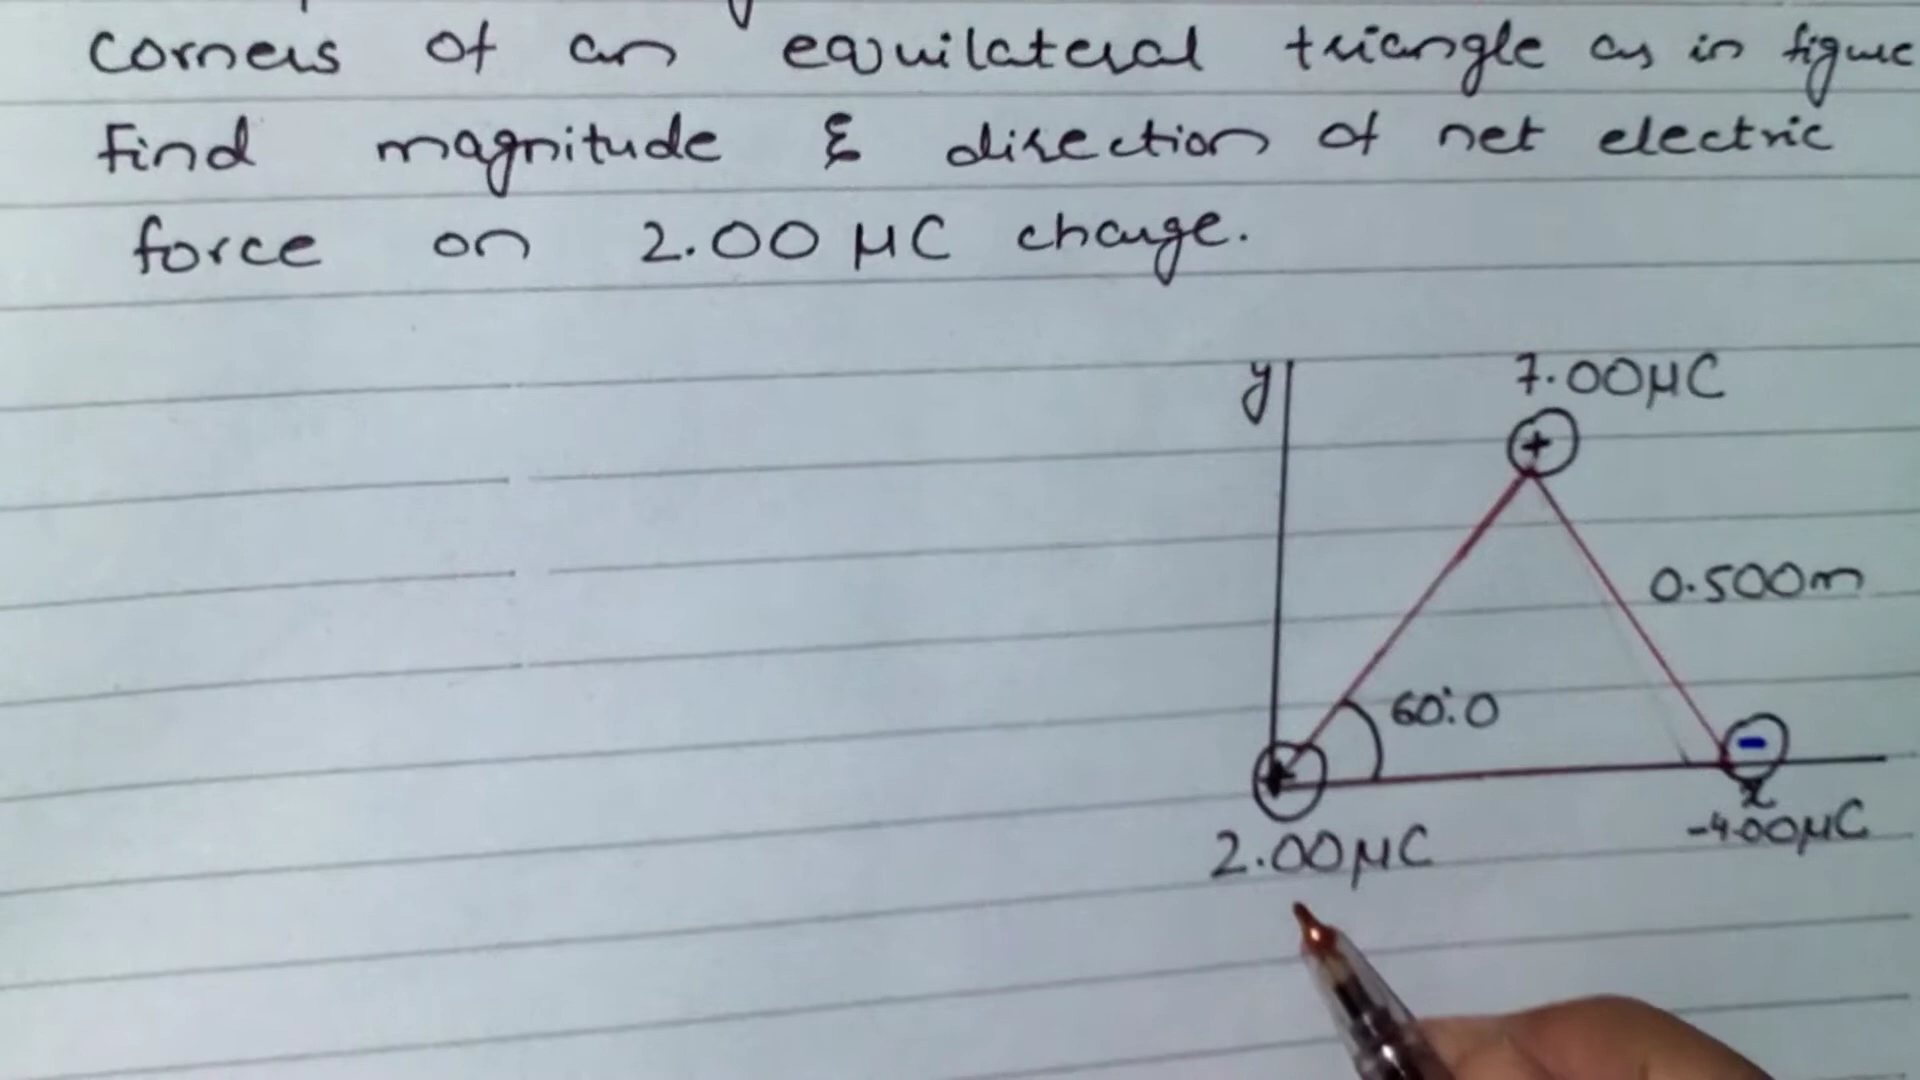 corners of an equilateral triangle as in figure
Find magnitude & direction of net electric
force on 2.00 μC charge.
y
7.00μC
+
0.500m
60.0
+
-
x
-4.00μC
2.00μC